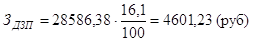 З_ДЗП = 28586,38 · 16,1/100 = 4601,23 (руб)